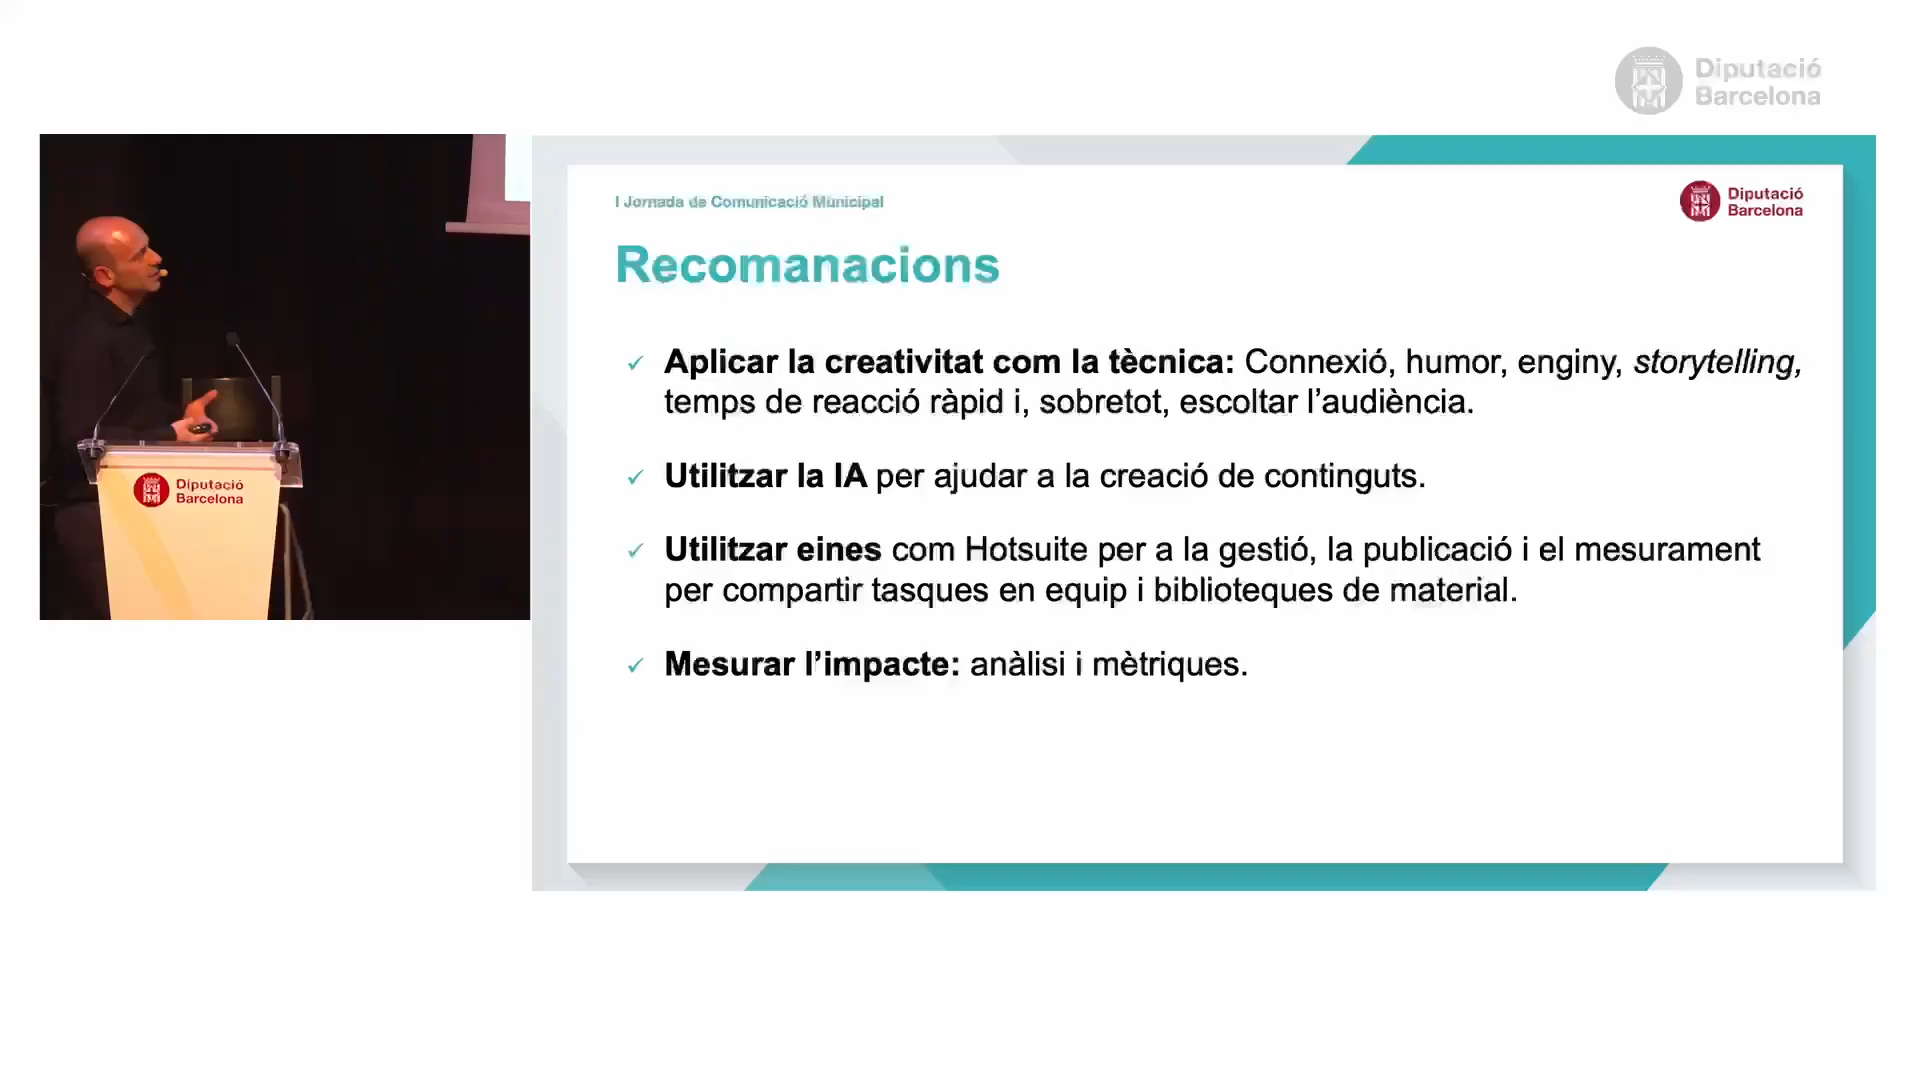 Diputació
Barcelona
I Jornada de Comunicació Municipal
Diputació
Barcelona
Recomanacions
Aplicar la creativitat com la tècnica: Connexió, humor, enginy, storytelling,
temps de reacció ràpid i, sobretot, escoltar l’audiència.
Utilitzar la IA per ajudar a la creació de continguts.
Utilitzar eines com Hotsuite per a la gestió, la publicació i el mesurament
per compartir tasques en equip i biblioteques de material.
Mesurar l’impacte: anàlisi i mètriques.
Diputació
Barcelona